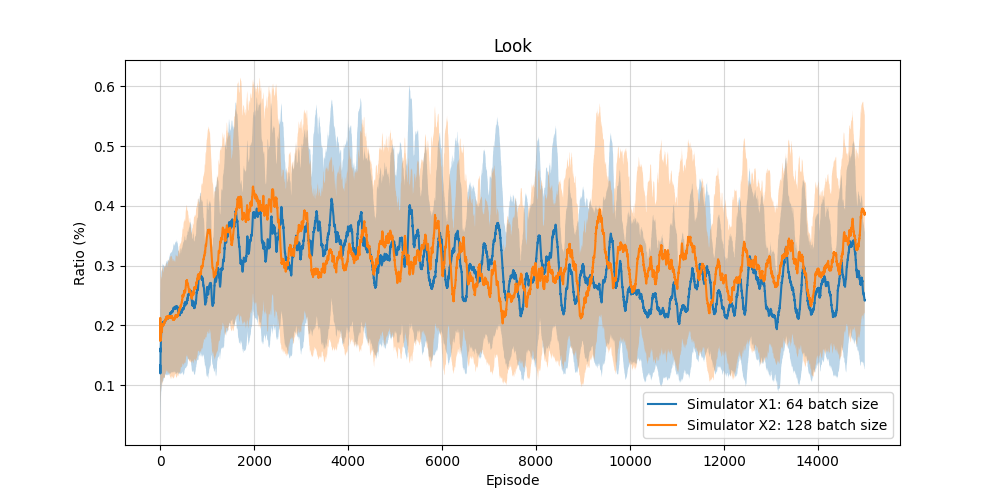 Look
0.6
0.5
0.4
0.3
0.2
0.1
Ratio (%)
0 2000 4000 6000 8000 10000 12000 14000
Episode
Simulator X1: 64 batch size
Simulator X2: 128 batch size